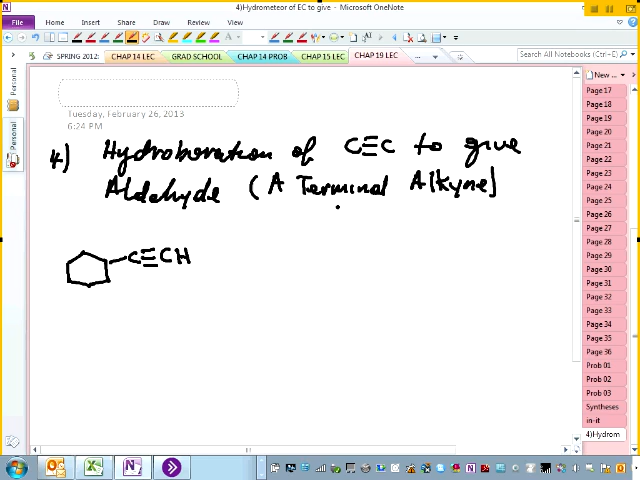 4)Hydrometeor of EC to give - Microsoft OneNote
File Home Insert Share Draw Review View
SPRING 2012: CHAP 14 LEC GRAD SCHOOL CHAP 14 PROB CHAP 15 LEC CHAP 19 LEC ... Search All Notebooks (Ctrl+E)
Personal
Personal
Tuesday, February 26, 2013
6:24 PM
4) Hydroboration of C≡C to give
Aldehyde (A Terminal Alkyne)
C≡CH
New ...
Page17
Page 18
Page 19
Page 20
Page 21
Page 22
Page 23
Page 24
Page 25
Page 26
Page 27
Page 28
Page 29
Page 30
Page 31
Page 32
Page 33
Page 34
Page 35
Page 36
Prob 01
Prob 02
Prob 03
Syntheses
in-it
4)Hydrom
6:24 PM